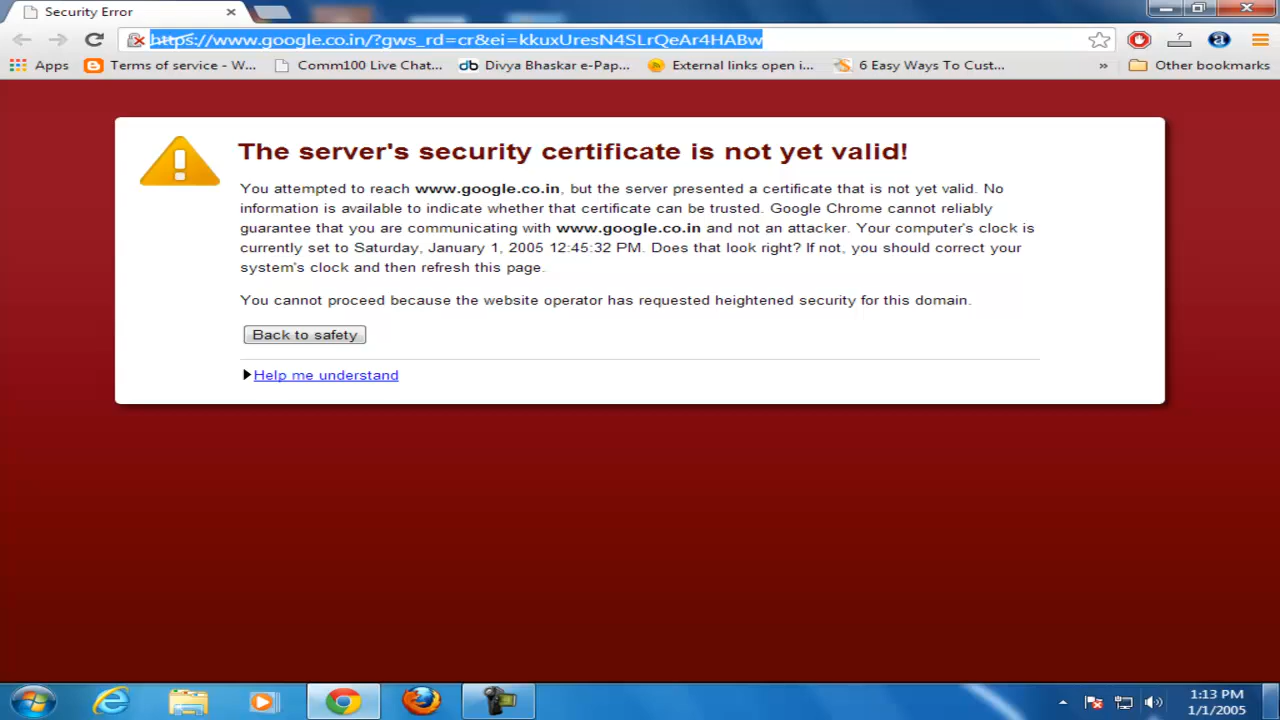 Security Error
https://www.google.co.in/?gws_rd=cr&ei=kkuxUresN4SLrQeAr4HABw
Apps Terms of service - W... Comm100 Live Chat... Divya Bhaskar e-Pap... External links open i... 6 Easy Ways To Cust... » Other bookmarks
The server's security certificate is not yet valid!
You attempted to reach www.google.co.in, but the server presented a certificate that is not yet valid. No
information is available to indicate whether that certificate can be trusted. Google Chrome cannot reliably
guarantee that you are communicating with www.google.co.in and not an attacker. Your computer's clock is
currently set to Saturday, January 1, 2005 12:45:32 PM. Does that look right? If not, you should correct your
system's clock and then refresh this page.
You cannot proceed because the website operator has requested heightened security for this domain.
Back to safety
Help me understand
1:13 PM
1/1/2005